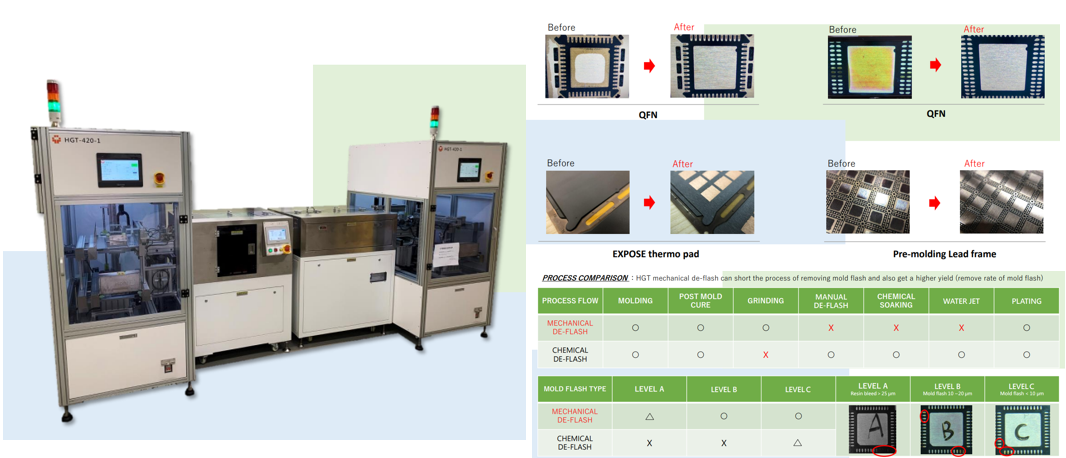 HGT-420-1
Before
After
QFN
Before
After
QFN
Before
After
EXPOSE thermo pad
Before
After
Pre-molding Lead frame
PROCESS COMPARISON : HGT mechanical de-flash can short the process of removing mold flash and also get a higher yield (remove rate of mold flash)
PROCESS FLOW MOLDING POST MOLD CURE GRINDING MANUAL DE-FLASH CHEMICAL SOAKING WATER JET PLATING
MECHANICAL DE-FLASH ○ ○ ○ X X X ○
CHEMICAL DE-FLASH ○ ○ X ○ ○ ○ ○
MOLD FLASH TYPE LEVEL A LEVEL B LEVEL C
MECHANICAL DE-FLASH △ ○ ○
CHEMICAL DE-FLASH X X △
LEVEL A
Resin bleed > 25 μm
LEVEL B
Mold flash 10 ~20 μm
LEVEL C
Mold flash < 10 μm
A
B
C